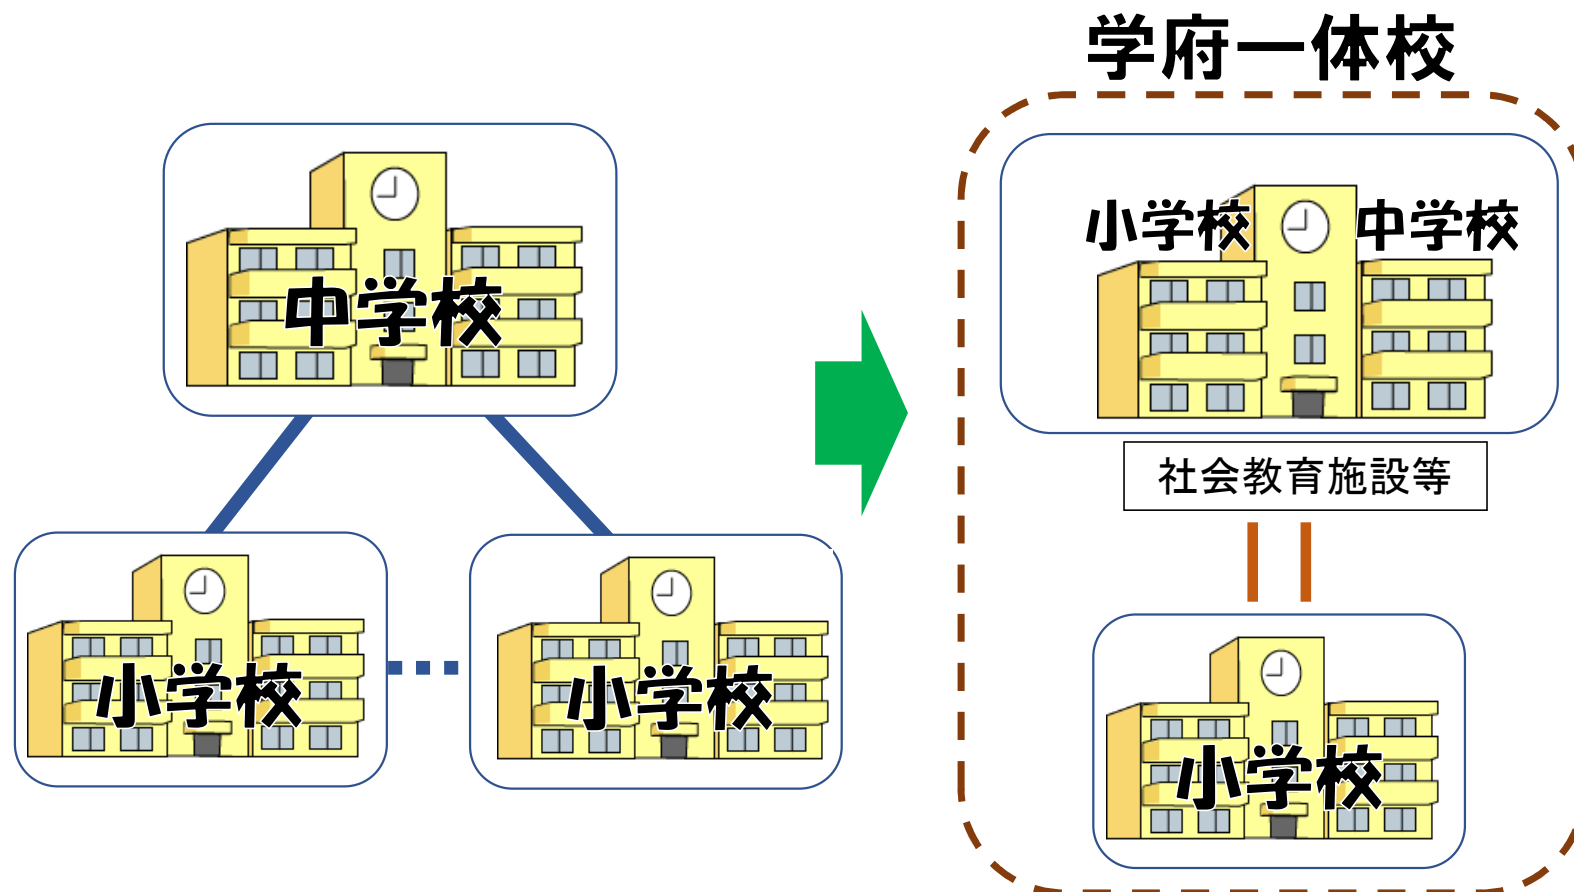 学府一体校
中学校
小学校
小学校
小学校
中学校
社会教育施設等
小学校